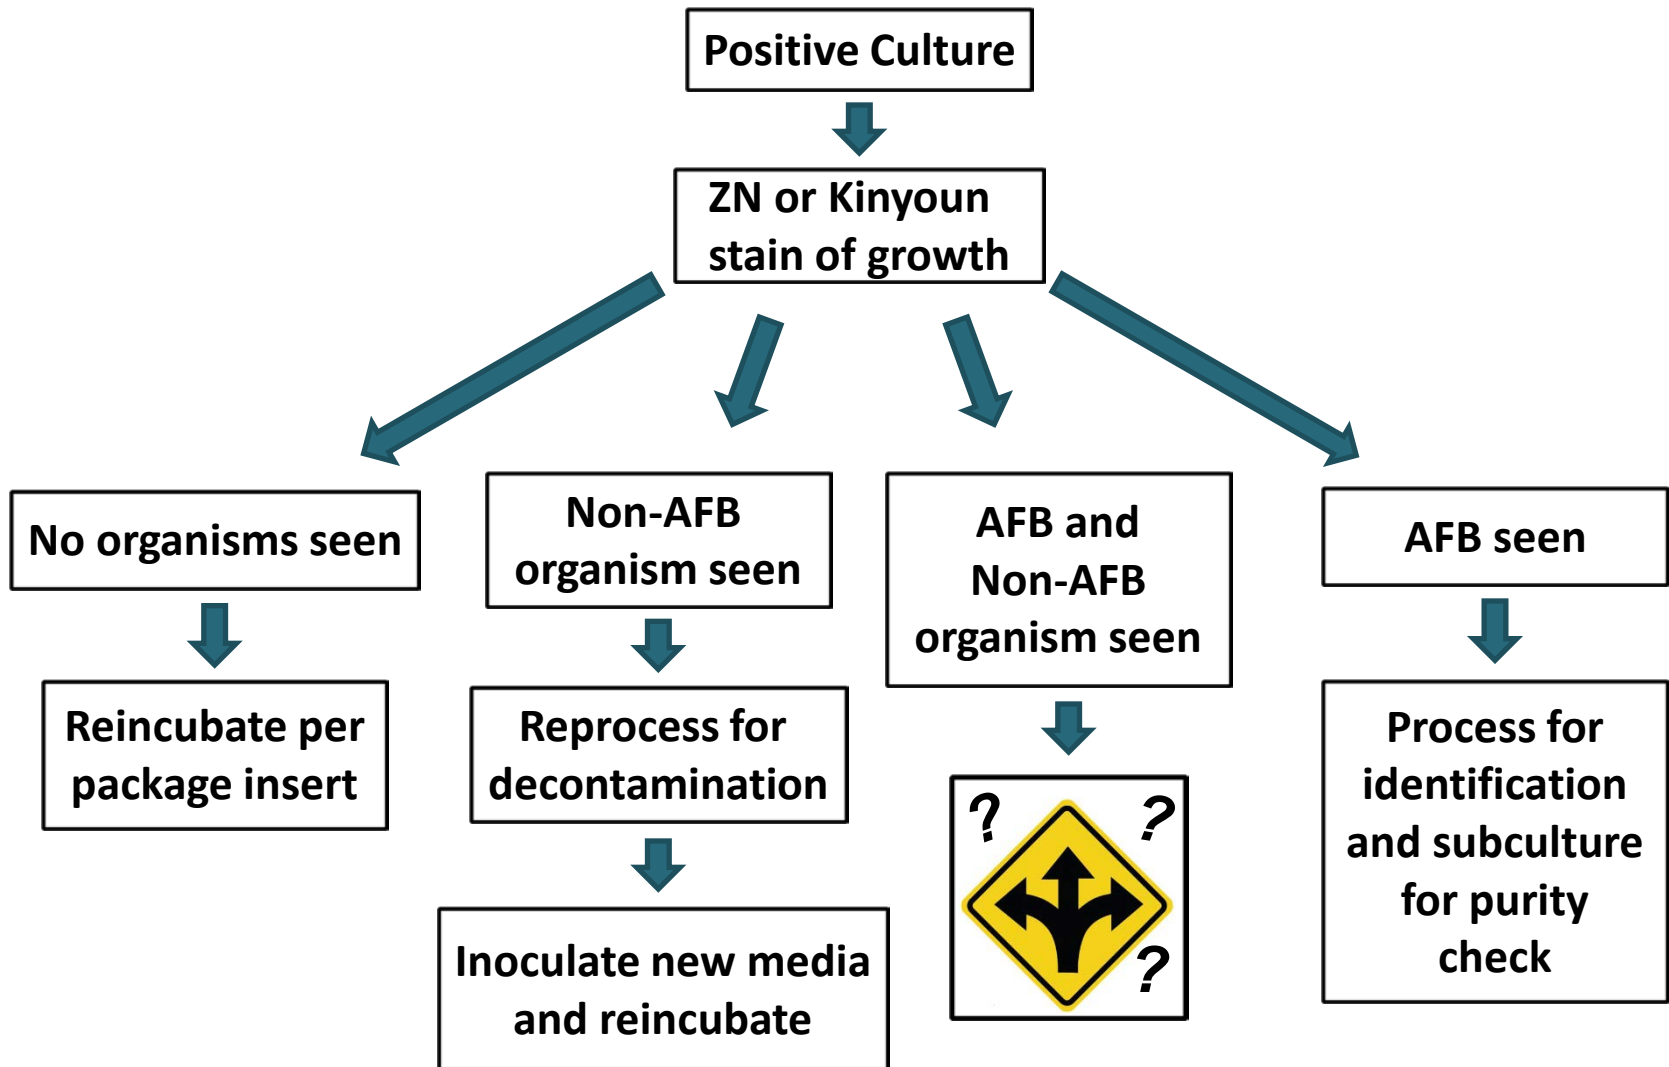 Positive Culture
ZN or Kinyoun
stain of growth
No organisms seen
Non-AFB
organism seen
AFB and
Non-AFB
organism seen
AFB seen
Reincubate per
package insert
Reprocess for
decontamination
Inoculate new media
and reincubate
?
?
?
Process for
identification
and subculture
for purity
check